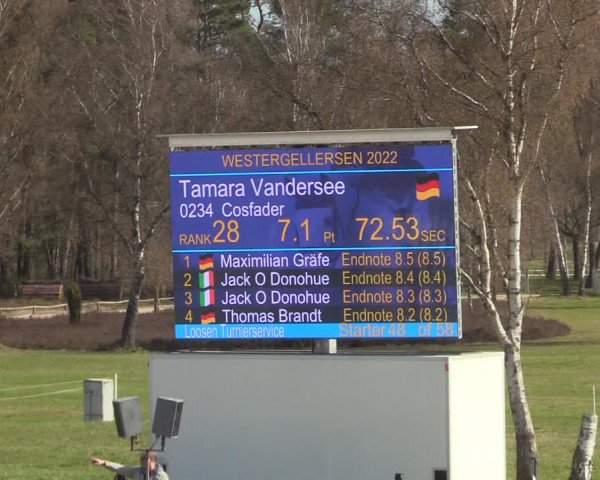 WESTERGELLERSEN 2022
Tamara Vandersee
0234 Cosfader
RANK 28 7.1 Pt 72.53 SEC
1 Maximilian Gräfe Endnote 8.5 (8.5)
2 Jack O Donohue Endnote 8.4 (8.4)
3 Jack O Donohue Endnote 8.3 (8.3)
4 Thomas Brandt Endnote 8.2 (8.2)
Loosen Turnierservice Starter 48 of 58